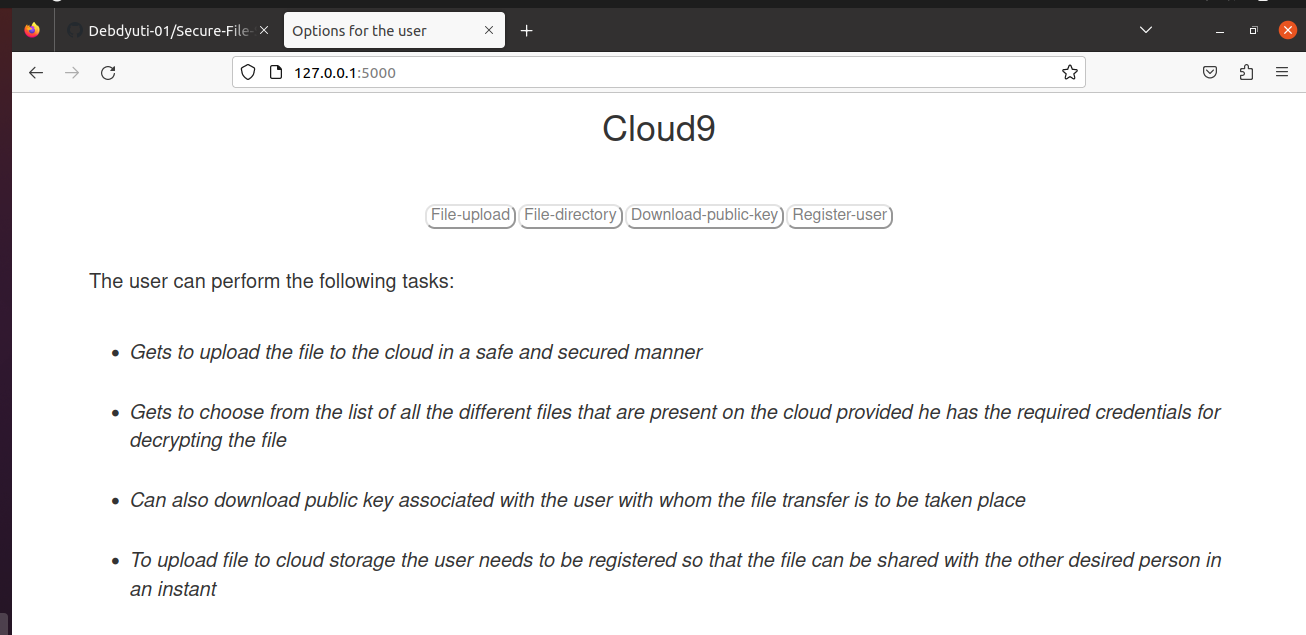 Debdyuti-01/Secure-File-
Options for the user
127.0.0.1:5000
Cloud9
File-upload File-directory Download-public-key Register-user
The user can perform the following tasks:
• Gets to upload the file to the cloud in a safe and secured manner
• Gets to choose from the list of all the different files that are present on the cloud provided he has the required credentials for
decrypting the file
• Can also download public key associated with the user with whom the file transfer is to be taken place
• To upload file to cloud storage the user needs to be registered so that the file can be shared with the other desired person in
an instant